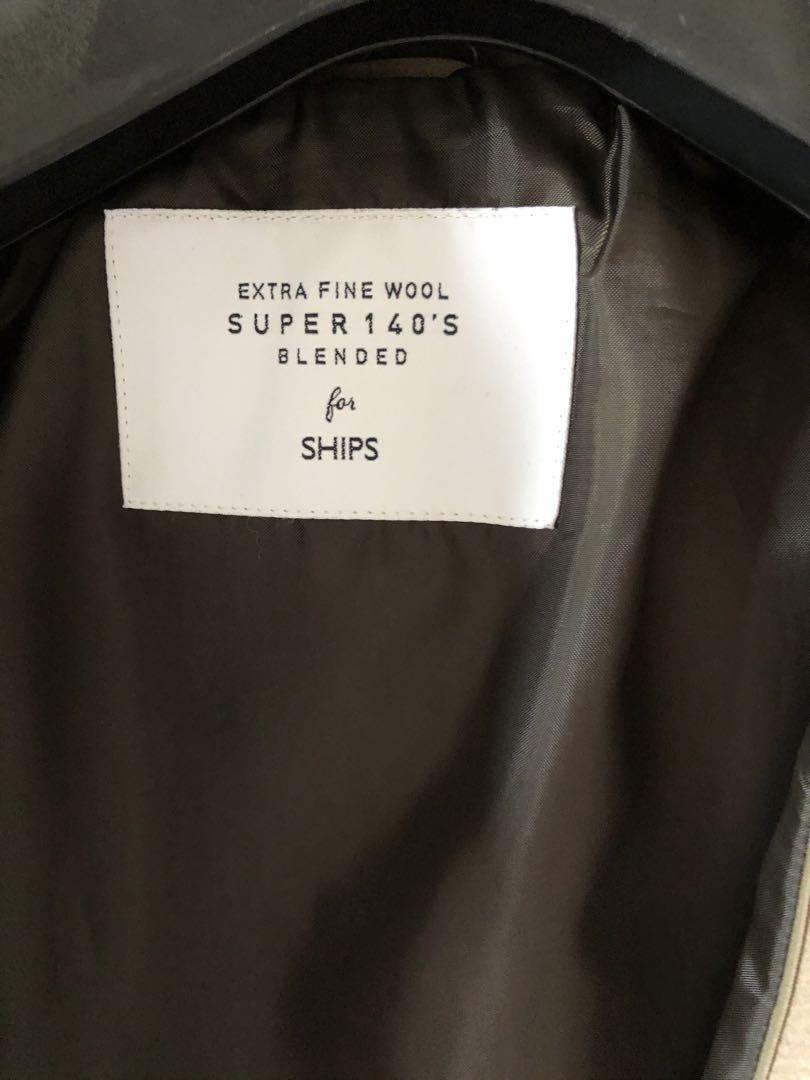 EXTRA FINE WOOL
SUPER 140'S
BLENDED
for
SHIPS